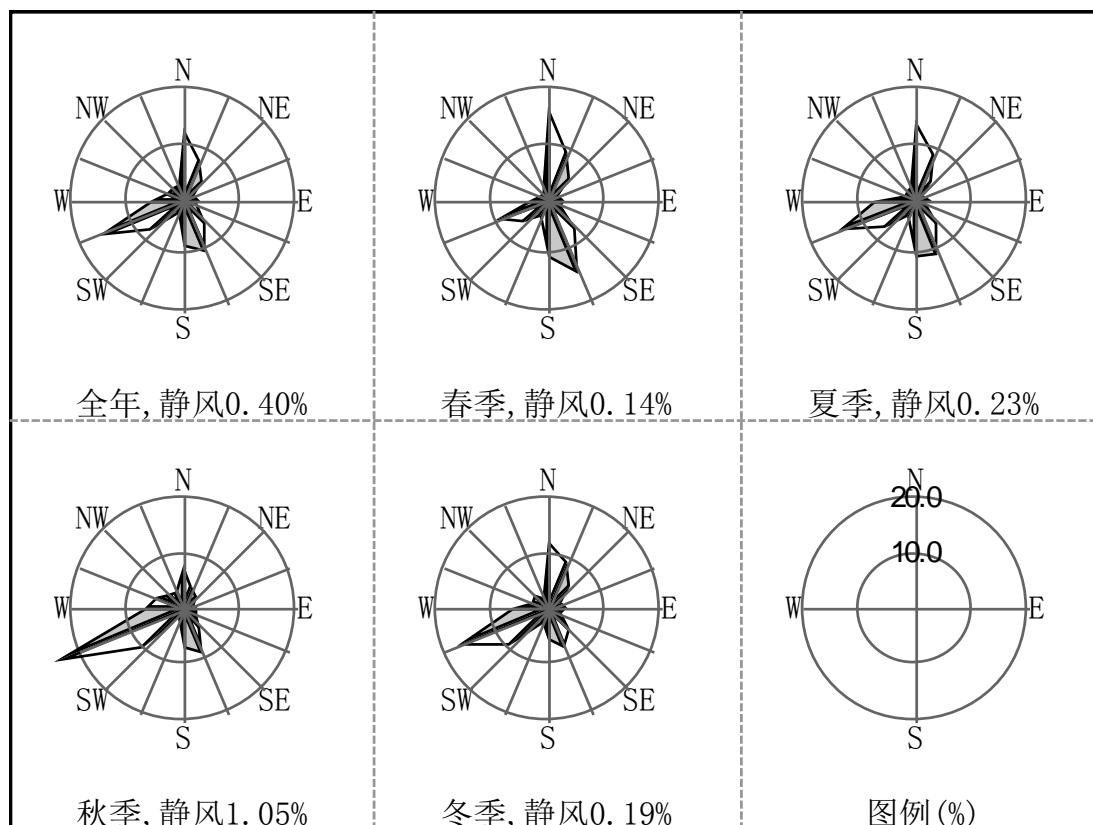 N
NW NE
W E
SW SE
S
全年,静风0.40%
N
NW NE
W E
SW SE
S
春季,静风0.14%
N
NW NE
W E
SW SE
S
夏季,静风0.23%
N
NW NE
W E
SW SE
S
秋季,静风1.05%
N
NW NE
W E
SW SE
S
冬季,静风0.19%
N
20.0
10.0
W E
S
图例(%)